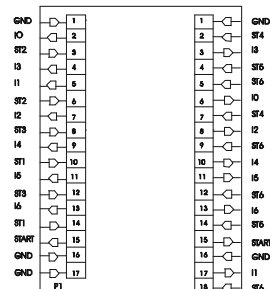 GND 1 1 GND
IO 2 2 ST4
ST2 3 3 I3
I3 4 4 ST5
I1 5 5 ST6
ST2 6 6 I0
I2 7 7 ST4
ST3 8 8 I2
I4 9 9 ST6
ST1 10 10 I4
I5 11 11 I5
ST3 12 12 ST6
I6 13 13 I6
ST1 14 14 ST5
START 15 15 START
GND 16 16 GND
GND 17 17 I1
P1 18 ST6